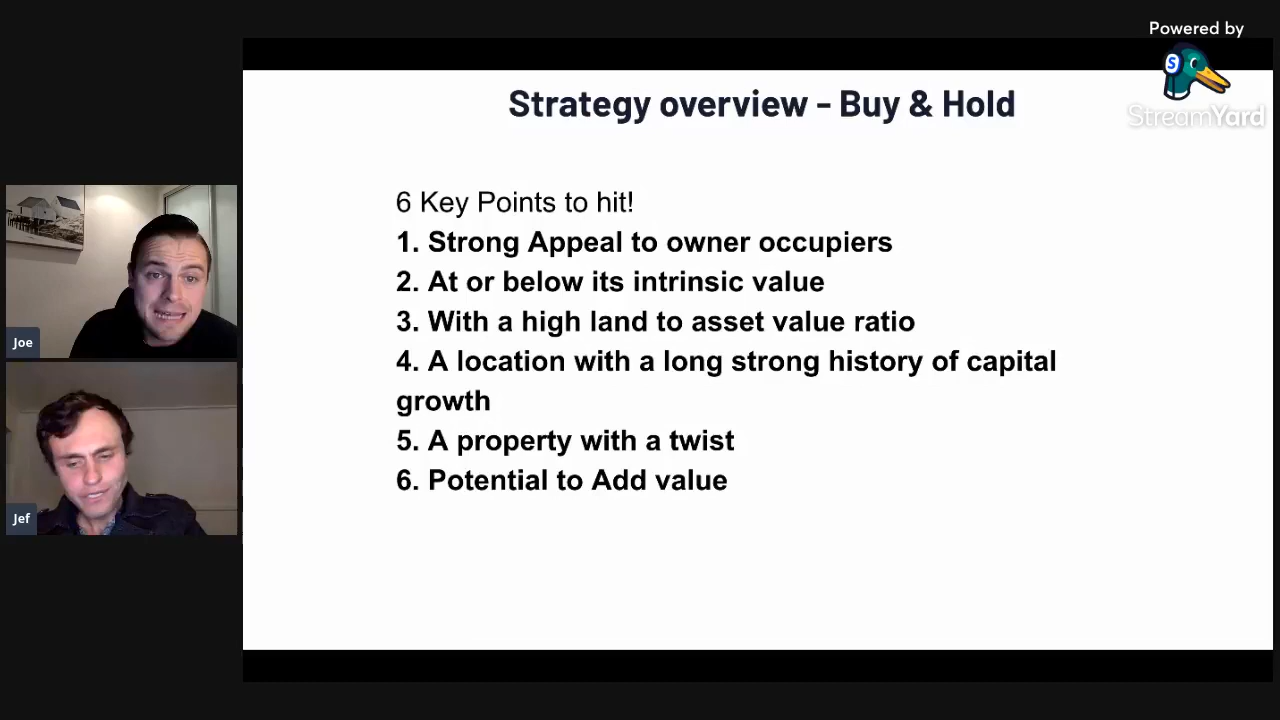 Powered by
S
StreamYard
Strategy overview - Buy & Hold
6 Key Points to hit!
1. Strong Appeal to owner occupiers
2. At or below its intrinsic value
3. With a high land to asset value ratio
4. A location with a long strong history of capital
growth
5. A property with a twist
6. Potential to Add value
Joe
Jef